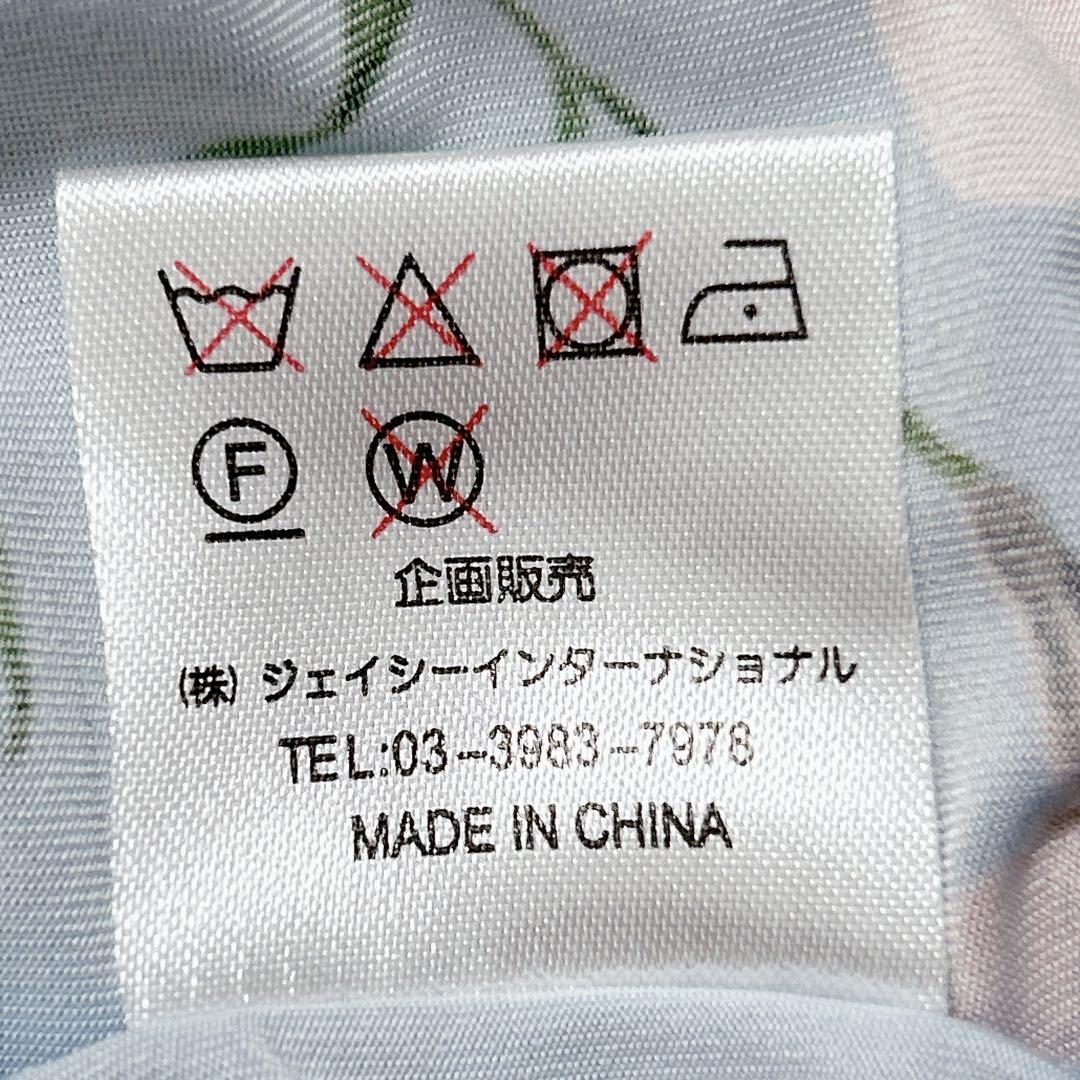 F W
企画販売
(株) ジェイシーインターナショナル
TEL:03-3983-7978
MADE IN CHINA